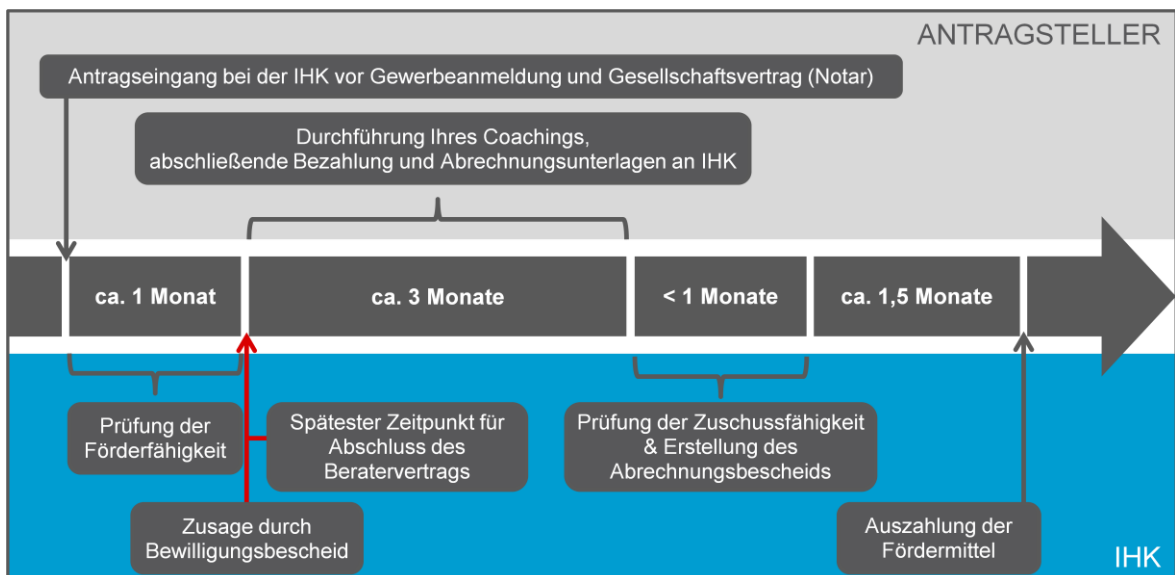 ANTRAGSTELLER
Antragseingang bei der IHK vor Gewerbeanmeldung und Gesellschaftsvertrag (Notar)
Durchführung Ihres Coachings,
abschließende Bezahlung und Abrechnungsunterlagen an IHK
ca. 1 Monat
ca. 3 Monate
< 1 Monate
ca. 1,5 Monate
Prüfung der
Förderfähigkeit
Spätester Zeitpunkt für
Abschluss des
Beratervertrags
Prüfung der Zuschussfähigkeit
& Erstellung des
Abrechnungsbescheids
Zusage durch
Bewilligungsbescheid
Auszahlung der
Fördermittel
IHK